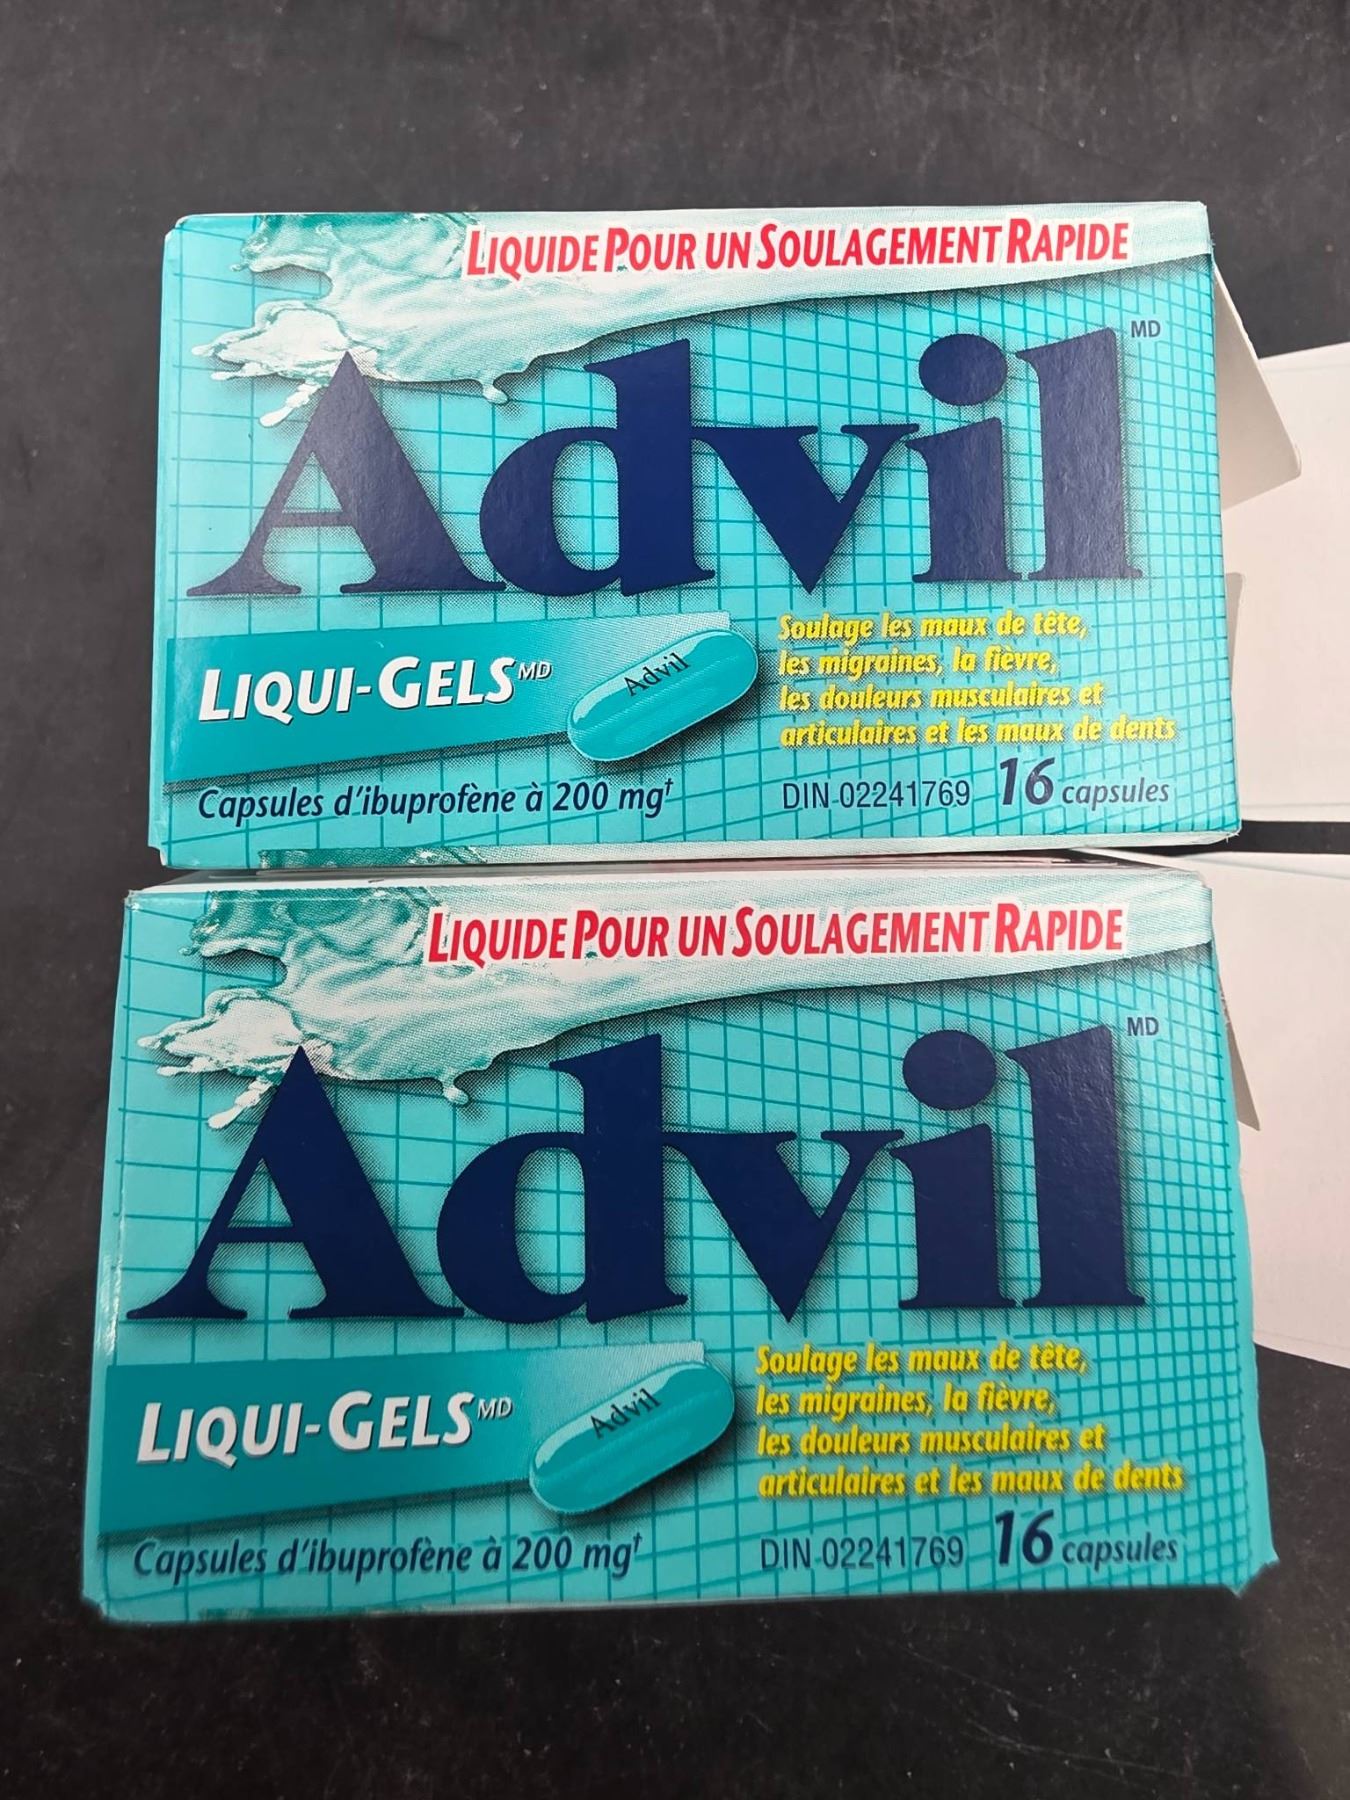 LIQUIDE POUR UN SOULAGEMENT RAPIDE
Advil MD
LIQUI-GELS MD
Advil
Soulage les maux de tête,
les migraines, la fièvre,
les douleurs musculaires et
articulaires et les maux de dents
Capsules d'ibuprofène à 200 mg†
DIN 02241769 16 capsules
LIQUIDE POUR UN SOULAGEMENT RAPIDE
Advil MD
LIQUI-GELS MD
Advil
Soulage les maux de tête,
les migraines, la fièvre,
les douleurs musculaires et
articulaires et les maux de dents
Capsules d'ibuprofène à 200 mg†
DIN 02241769 16 capsules